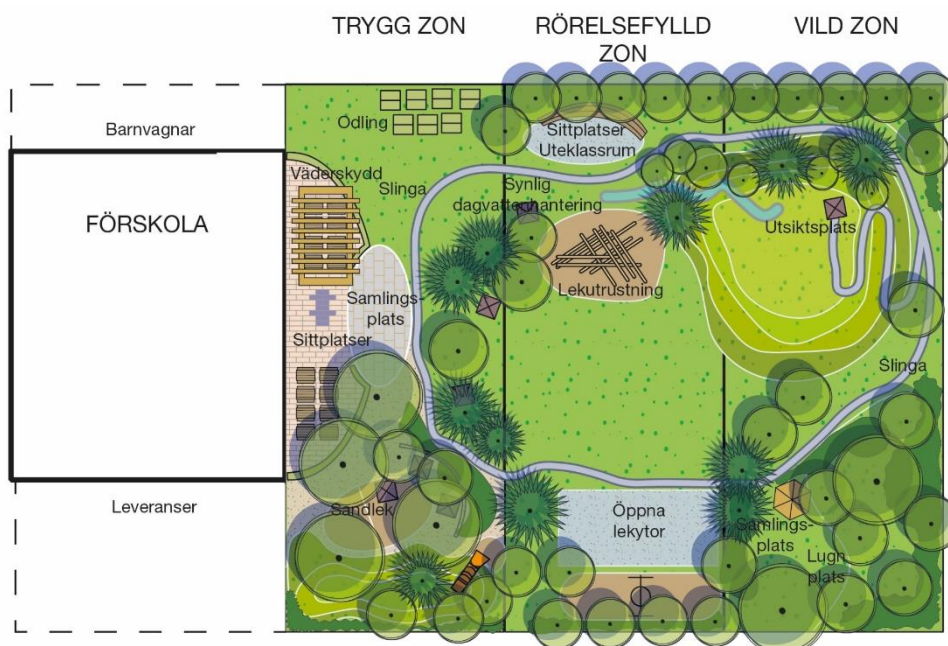 TRYGG ZON
RÖRELSEFYLLD
ZON
VILD ZON
Barnvagnar
FÖRSKOLA
Leveranser
Odling
Väderskydd
Slinga
Samlings-
plats
Sittplatser
Sandlek
Sittplatser
Uteklassrum
Synlig
dagvattenhantering
Lekutrustning
Öppna
lekytor
Utsiktsplats
Slinga
Samlings-
plats
Lugn
plats